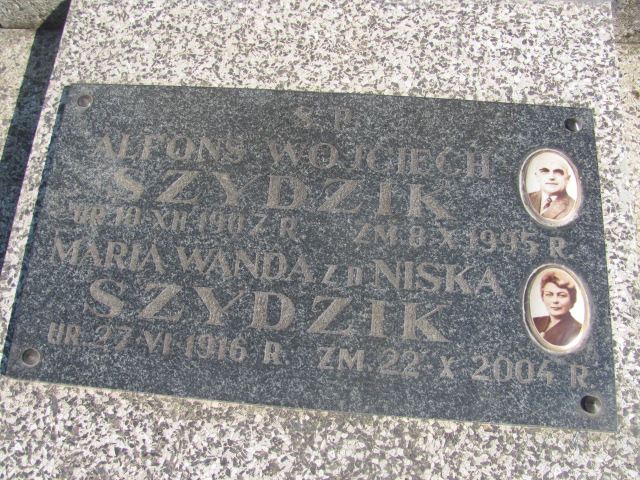 Ś. P.
ALFONS WOJCIECH
SZYDZIK
UR. 19 XII 1907 R. ZM. 8 X 1995 R.
MARIA WANDA Z D. NISKA
SZYDZIK
UR. 27 VI 1916 R. ZM. 22 X 2004 R.